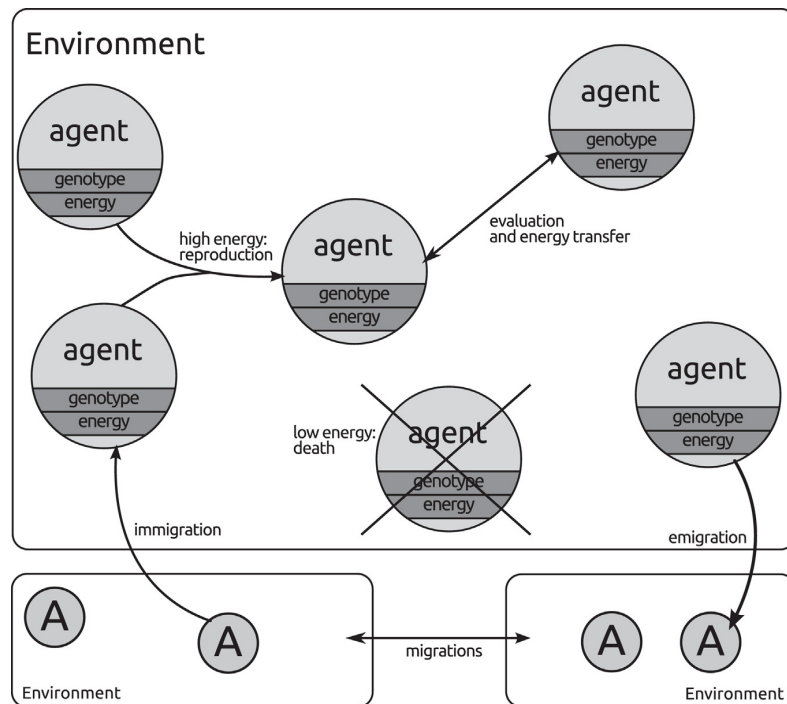 Environment
agent
genotype
energy
agent
genotype
energy
high energy:
reproduction
agent
genotype
energy
evaluation
and energy transfer
agent
genotype
energy
agent
genotype
energy
low energy:
death
agent
genotype
energy
immigration
emigration
A
A
Environment
migrations
A
A
Environment